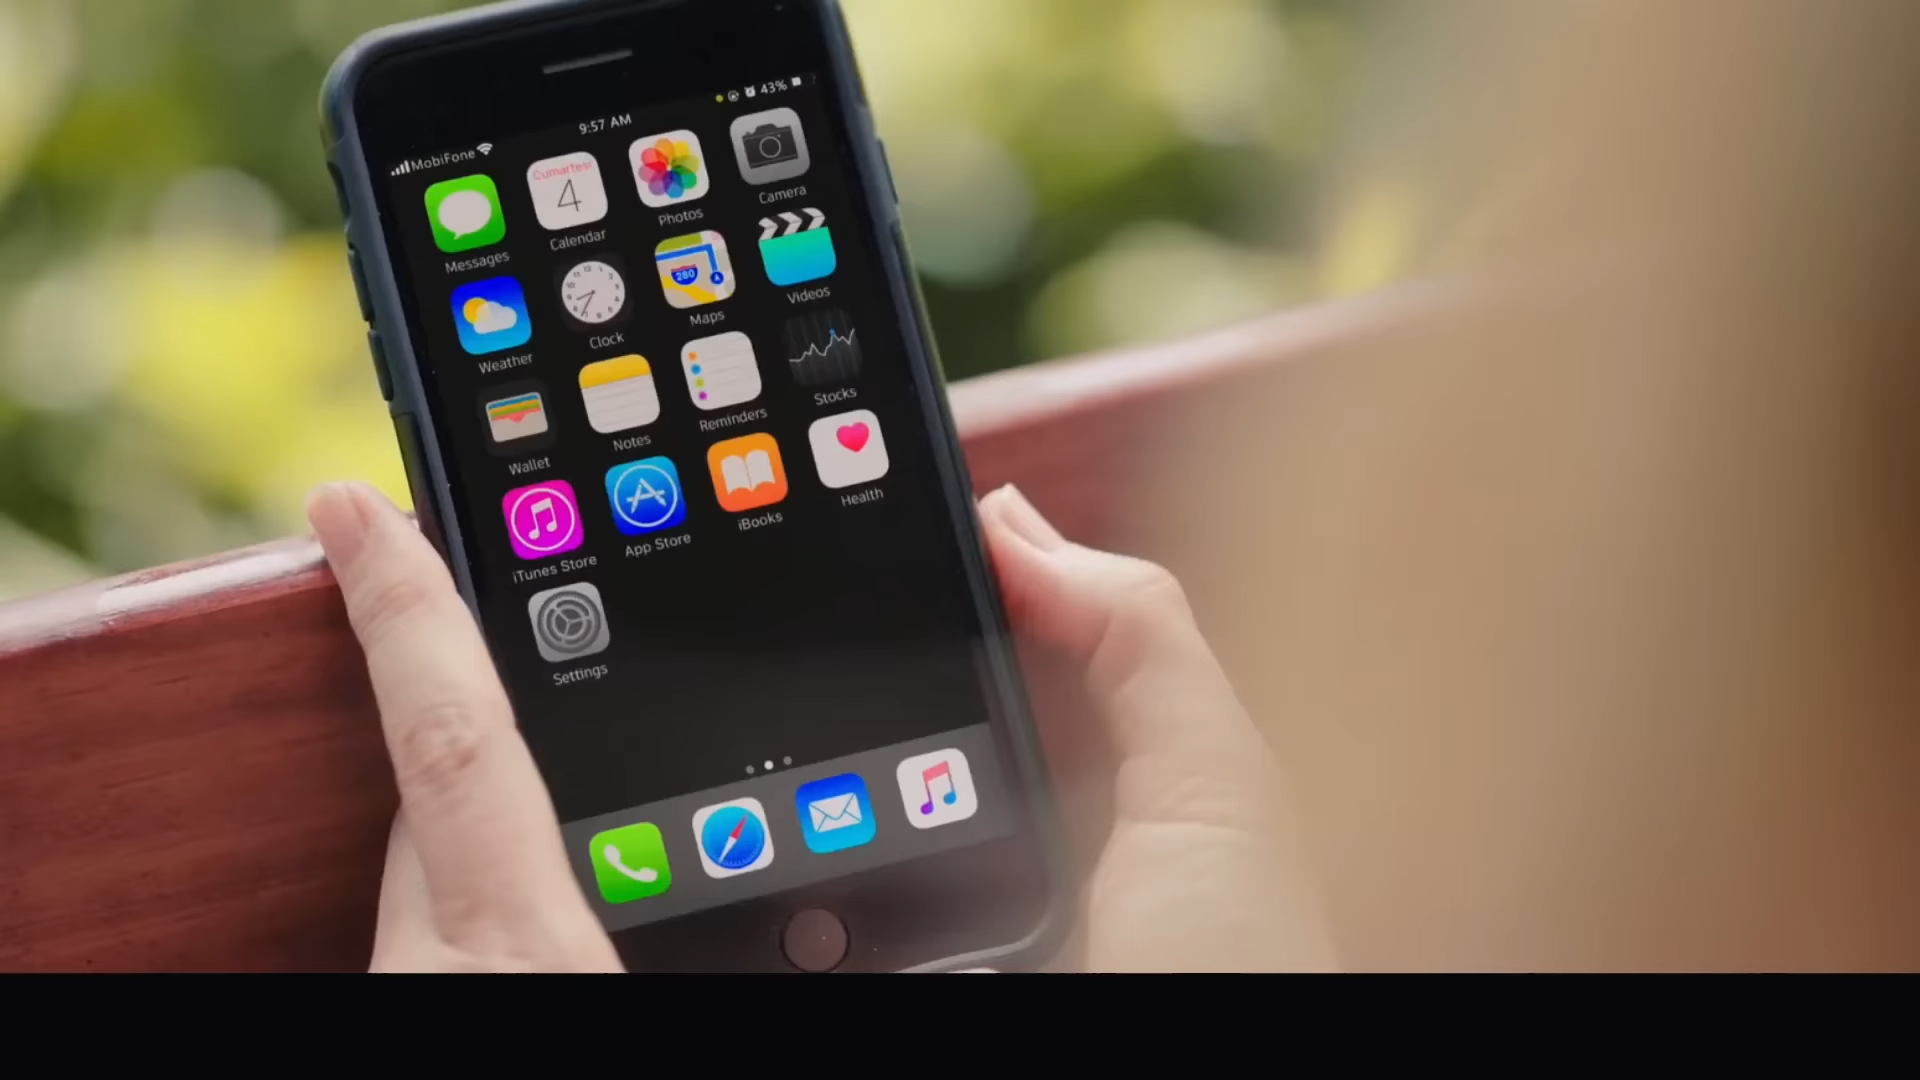 MobiFone 9:57 AM 43%
Cumartesi
4
Messages Calendar Photos Camera
280
Weather Clock Maps Videos
Wallet Notes Reminders Stocks
iTunes Store App Store iBooks Health
Settings